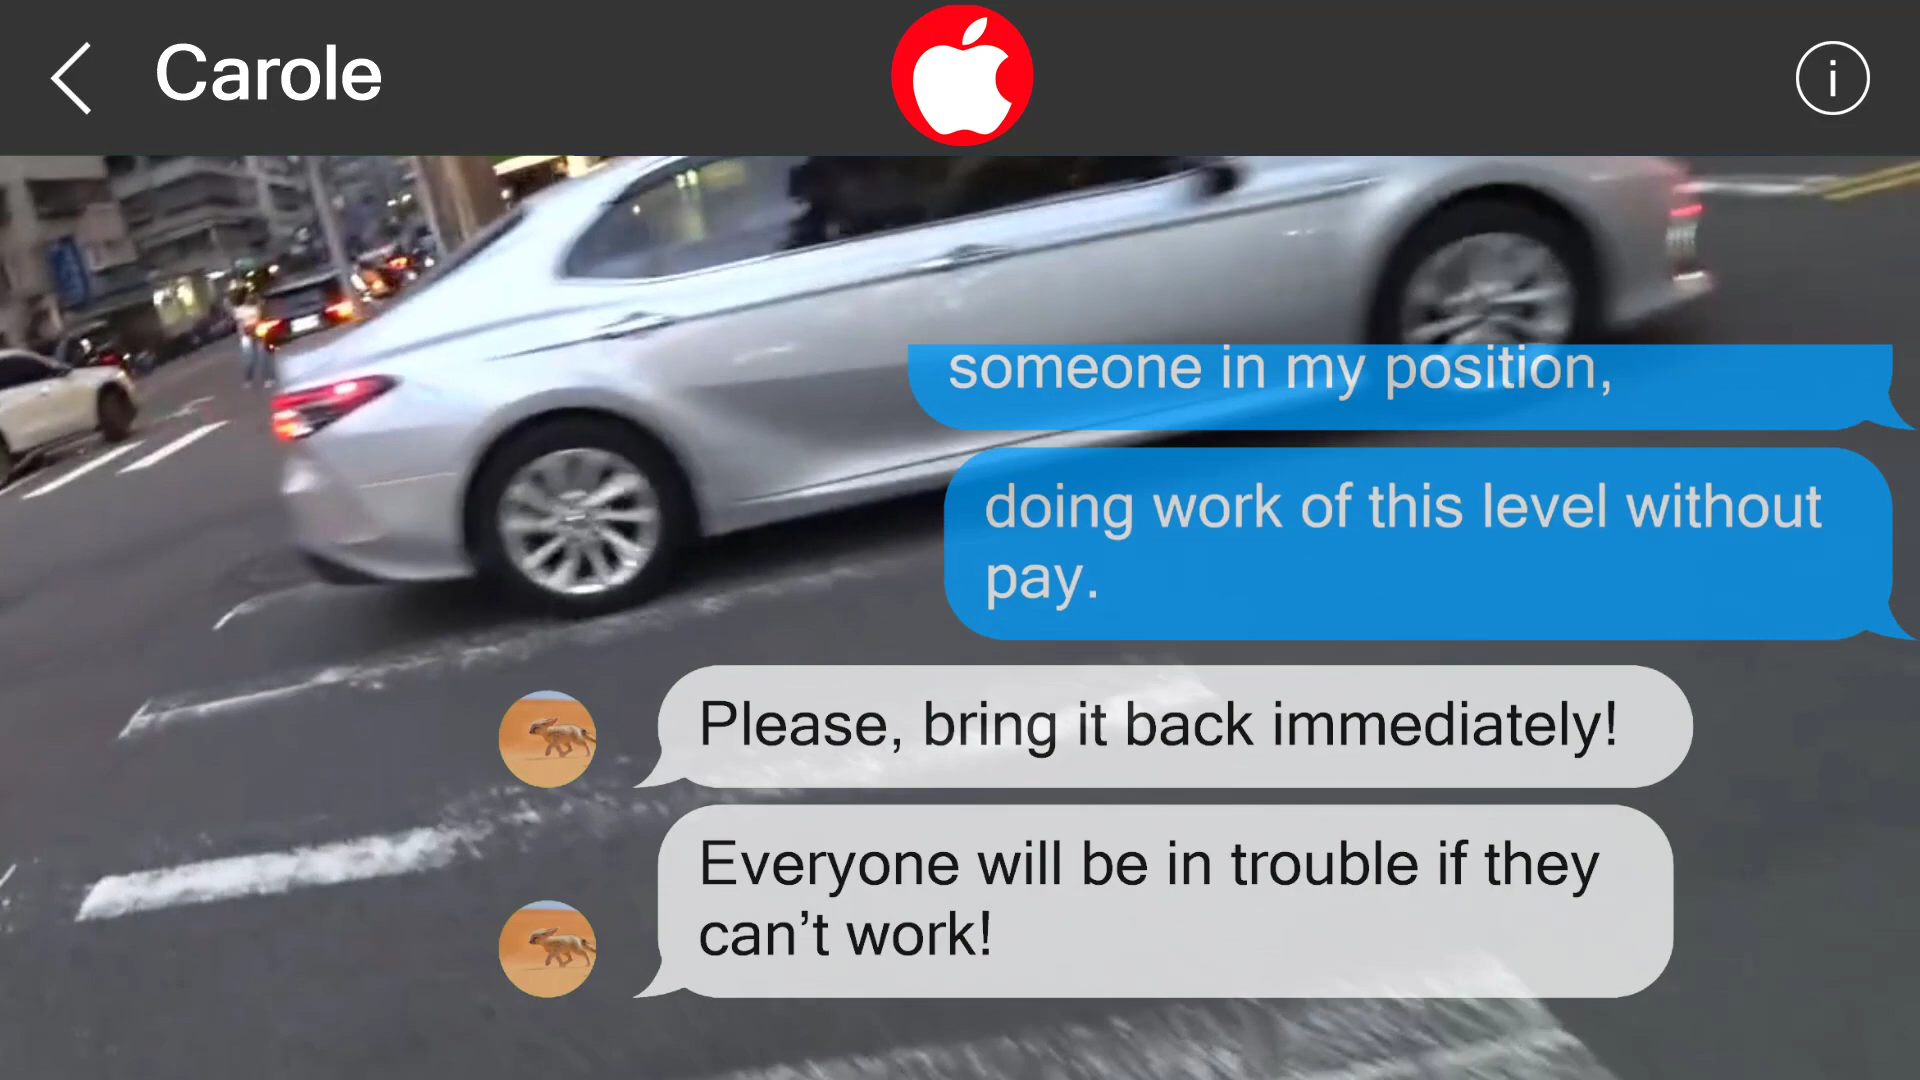 Carole
i
someone in my position,
doing work of this level without
pay.
Please, bring it back immediately!
Everyone will be in trouble if they
can’t work!